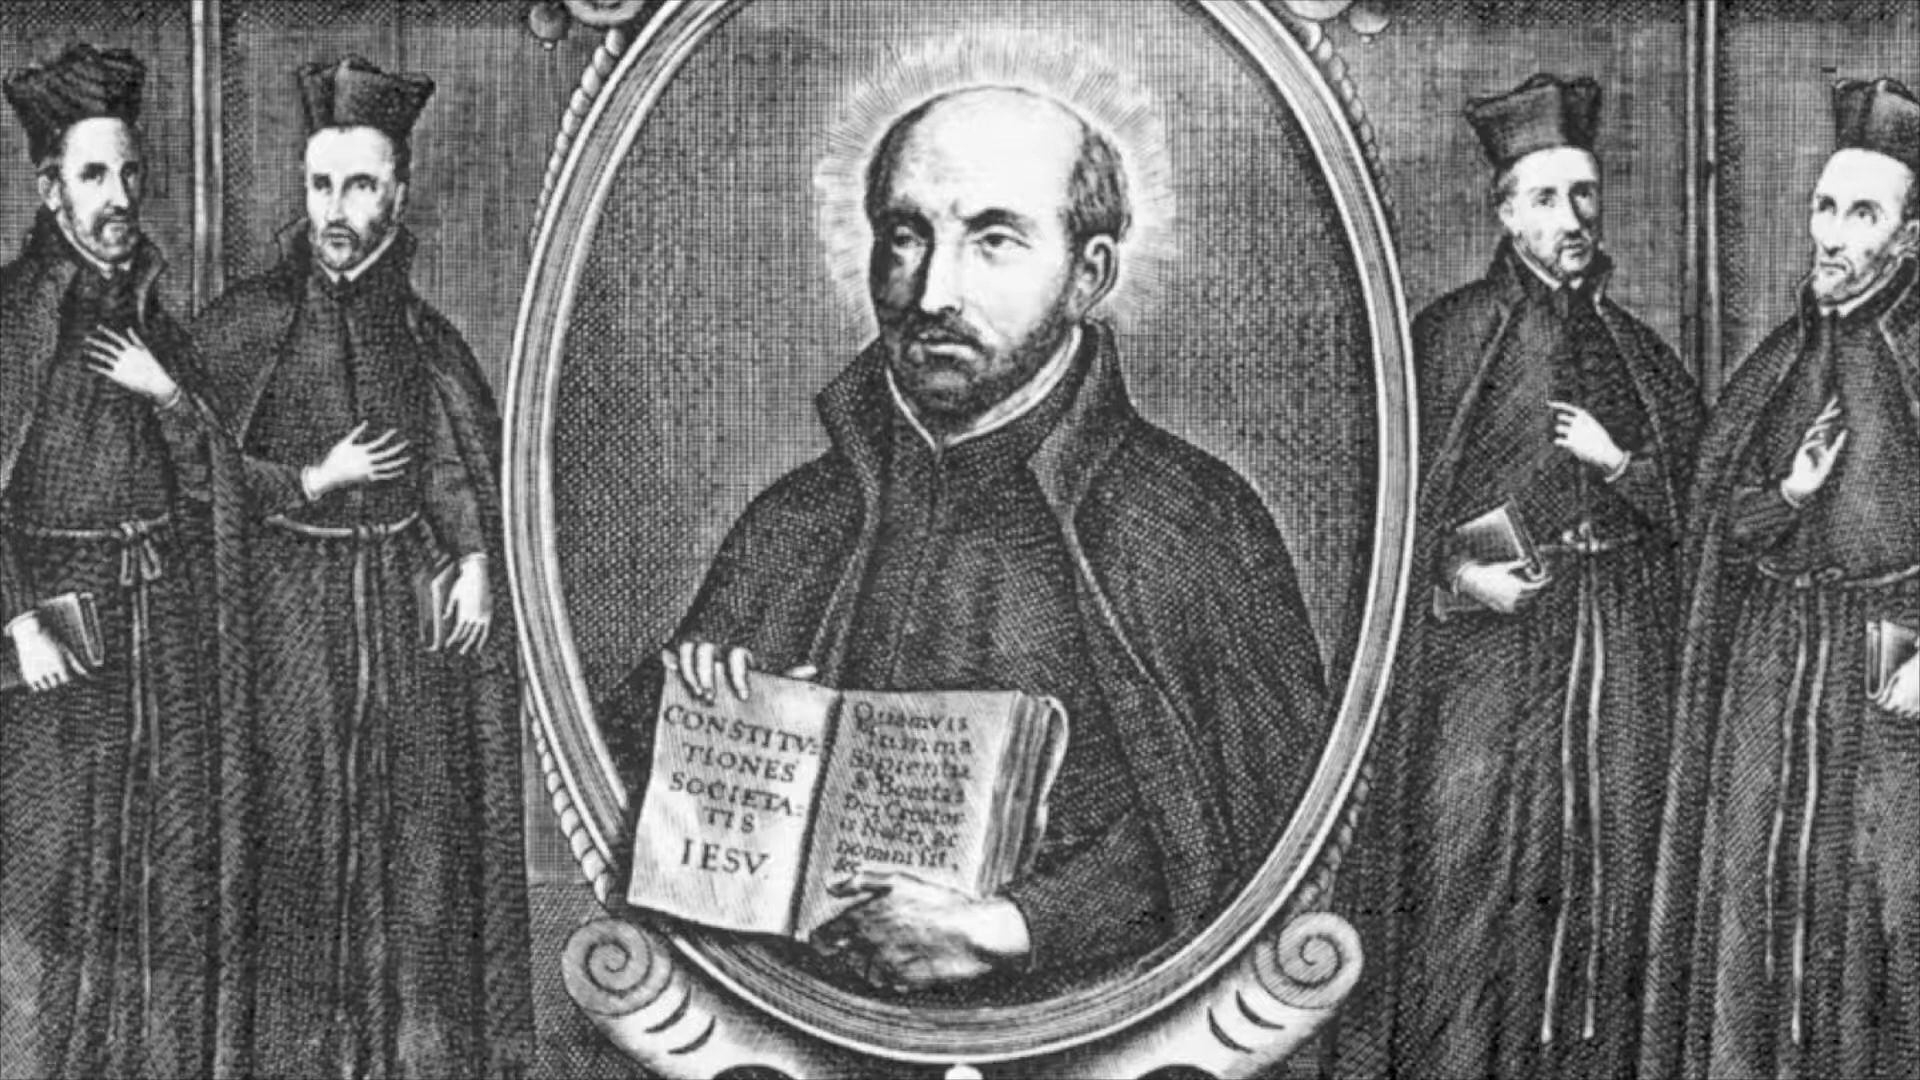 CONSTITV:
TIONES
SOCIETA:
TIS
IESV.
Quamvis
summa
Sapientia
& Bonitas
Dei Creator
is Nostri, ac
Domini sit,
&c